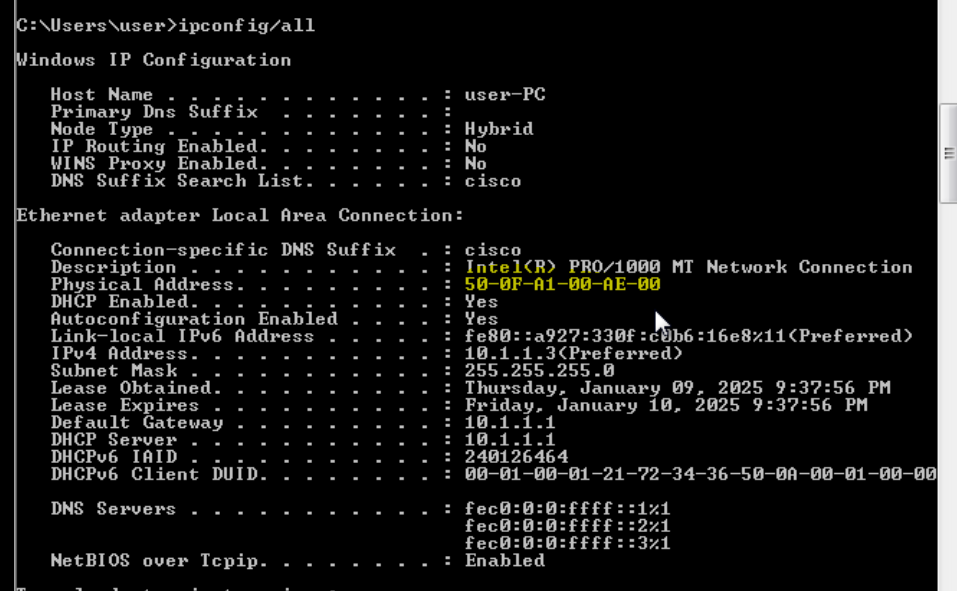 C:\Users\user>ipconfig/all
Windows IP Configuration
Host Name . . . . . . . . . . . . : user-PC
Primary Dns Suffix . . . . . . . :
Node Type . . . . . . . . . . . . : Hybrid
IP Routing Enabled. . . . . . . . : No
WINS Proxy Enabled. . . . . . . . : No
DNS Suffix Search List. . . . . . : cisco
Ethernet adapter Local Area Connection:
Connection-specific DNS Suffix . : cisco
Description . . . . . . . . . . . : Intel(R) PRO/1000 MT Network Connection
Physical Address. . . . . . . . . : 50-0F-A1-00-AE-00
DHCP Enabled. . . . . . . . . . . : Yes
Autoconfiguration Enabled . . . . : Yes
Link-local IPv6 Address . . . . . : fe80::a927:330f:c0b6:16e8%11(Preferred)
IPv4 Address. . . . . . . . . . . : 10.1.1.3(Preferred)
Subnet Mask . . . . . . . . . . . : 255.255.255.0
Lease Obtained. . . . . . . . . . : Thursday, January 09, 2025 9:37:56 PM
Lease Expires . . . . . . . . . . : Friday, January 10, 2025 9:37:56 PM
Default Gateway . . . . . . . . . : 10.1.1.1
DHCP Server . . . . . . . . . . . : 10.1.1.1
DHCPv6 IAID . . . . . . . . . . . : 240126464
DHCPv6 Client DUID. . . . . . . . : 00-01-00-01-21-72-34-36-50-0A-00-01-00-00
DNS Servers . . . . . . . . . . . : fec0:0:0:ffff::1%1
fec0:0:0:ffff::2%1
fec0:0:0:ffff::3%1
NetBIOS over Tcpip. . . . . . . . : Enabled